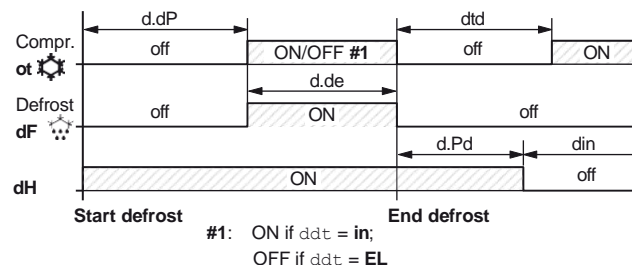 d.dP dtd
Compr. off ON/OFF #1 off ON
ot
d.de
Defrost
dF off ON off
d.Pd din
dH ON off
Start defrost End defrost
#1: ON if ddt = in;
OFF if ddt = EL